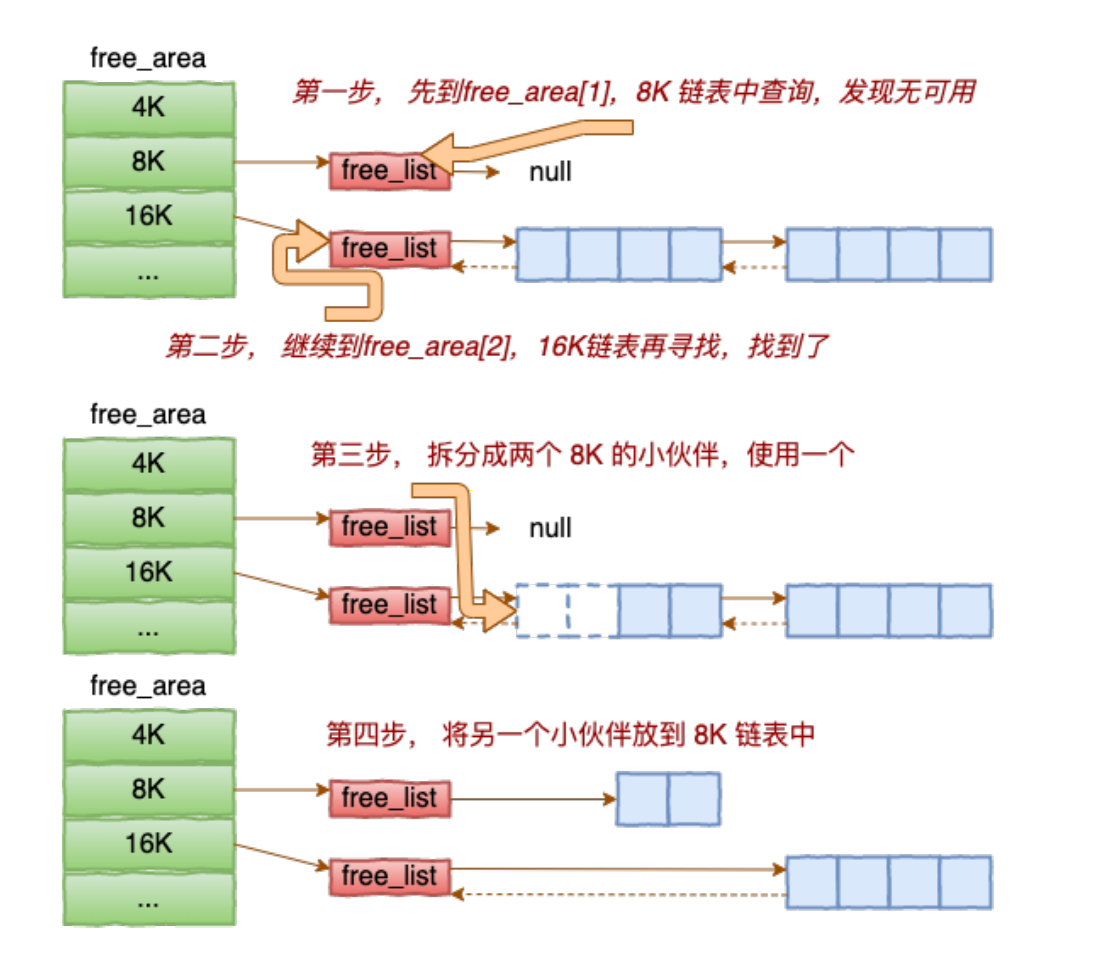 free_area
第一步， 先到free_area[1]，8K 链表中查询，发现无可用
4K
8K
free_list
null
16K
free_list
...
第二步， 继续到free_area[2]，16K链表再寻找，找到了
free_area
第三步， 拆分成两个 8K 的小伙伴，使用一个
4K
8K
free_list
null
16K
free_list
...
free_area
第四步， 将另一个小伙伴放到 8K 链表中
4K
8K
free_list
16K
free_list
...